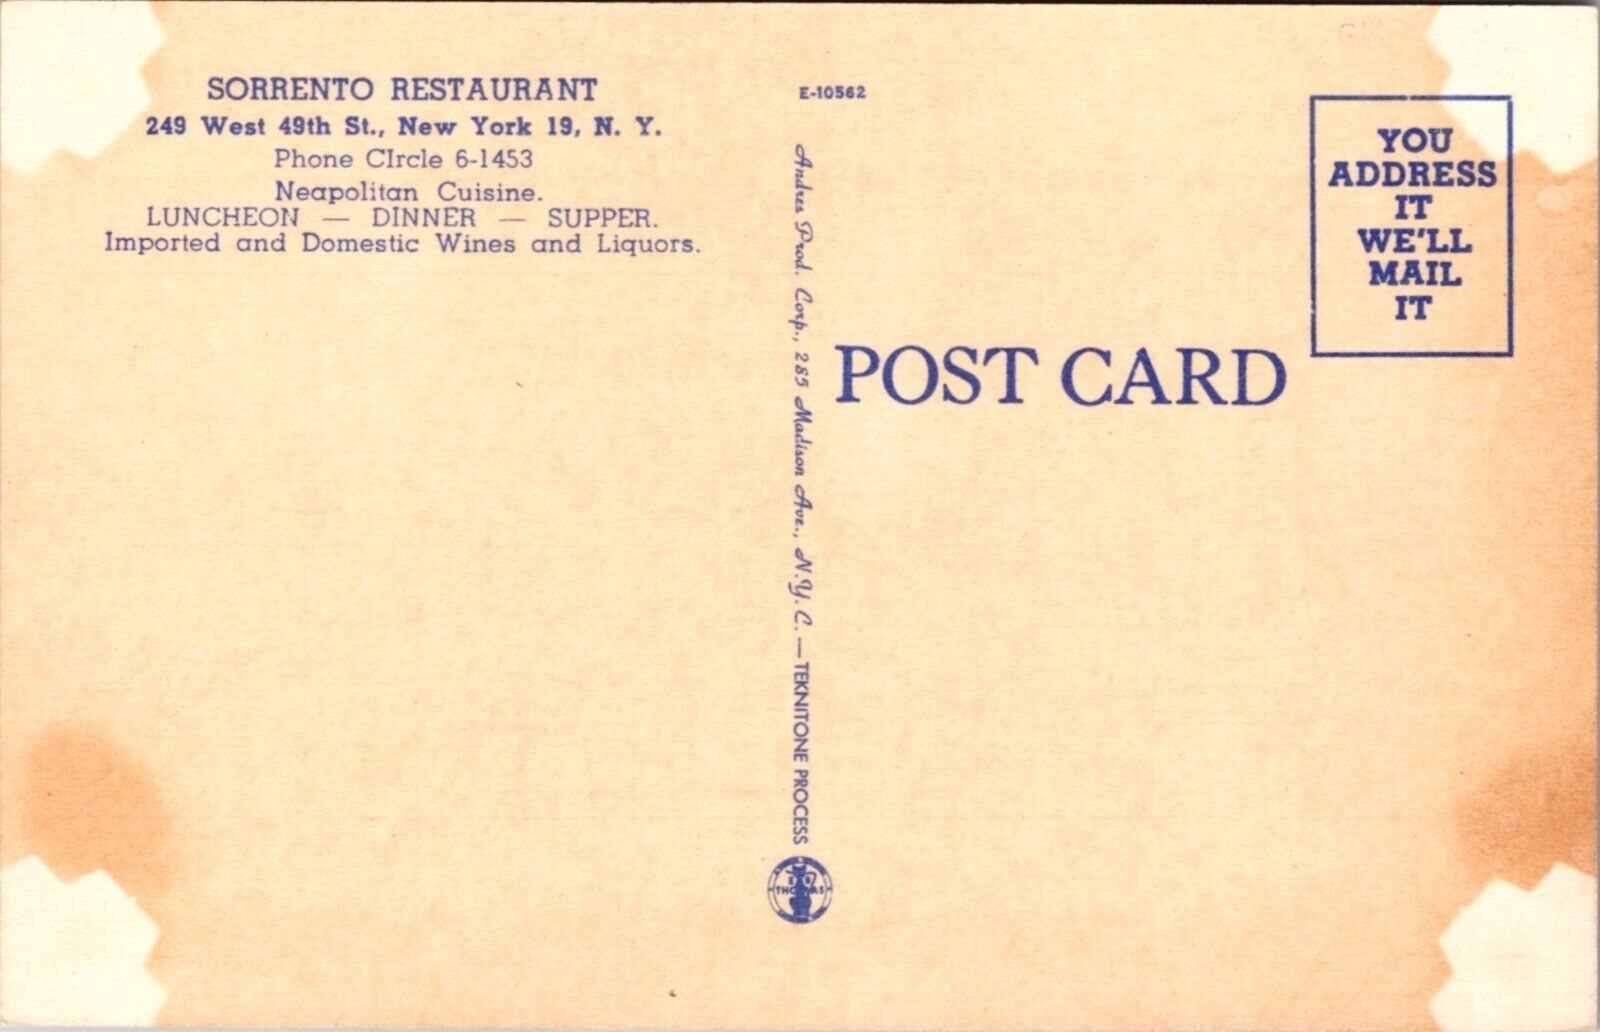 SORRENTO RESTAURANT
249 West 49th St., New York 19, N. Y.
Phone CIrcle 6-1453
Neapolitan Cuisine.
LUNCHEON — DINNER — SUPPER.
Imported and Domestic Wines and Liquors.
E-10562
Andres Prod. Corp., 285 Madison Ave., N.Y.C. — TEKNITONE PROCESS
THOMAS
POST CARD
YOU
ADDRESS
IT
WE'LL
MAIL
IT